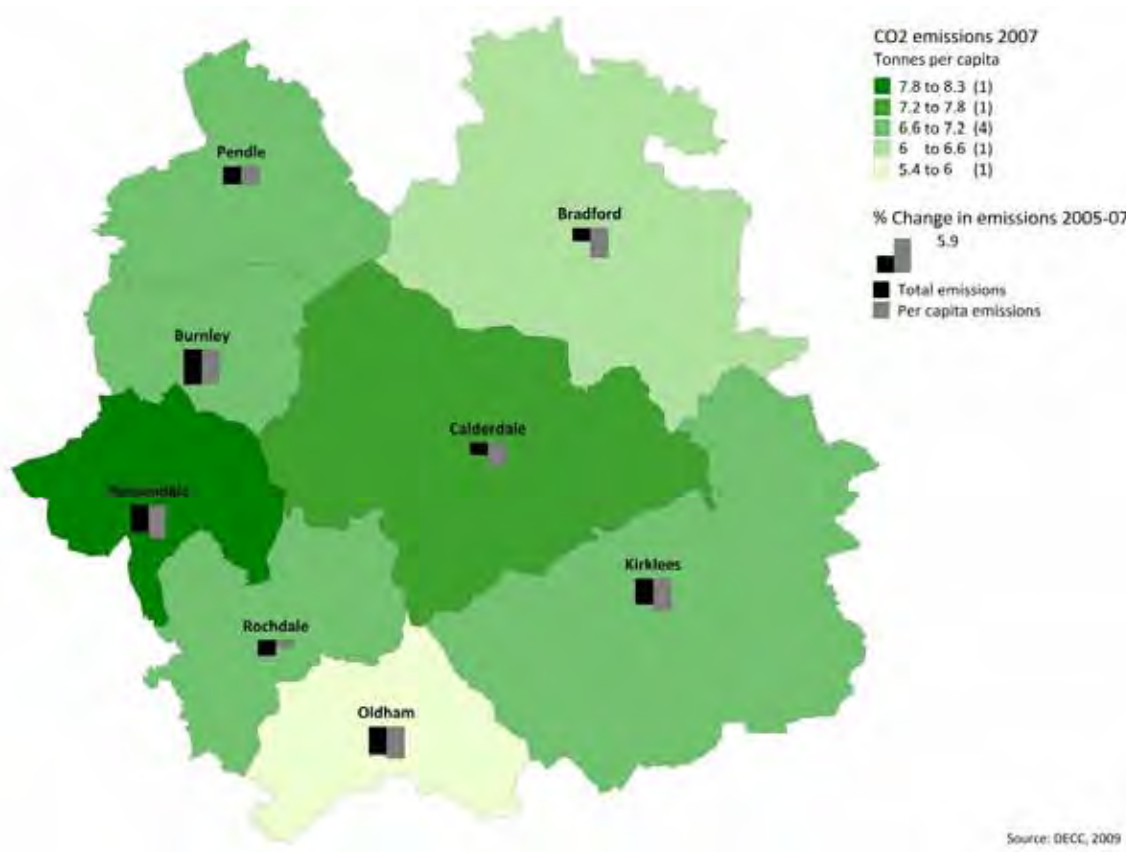 CO2 emissions 2007
Tonnes per capita
7.8 to 8.3 (1)
7.2 to 7.8 (1)
6.6 to 7.2 (4)
6 to 6.6 (1)
5.4 to 6 (1)
% Change in emissions 2005-07
5.9
Total emissions
Per capita emissions
Pendle
Bradford
Burnley
Calderdale
Rossendale
Kirklees
Rochdale
Oldham
Source: DECC, 2009